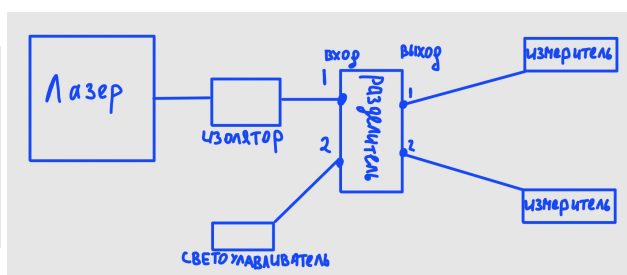 Лазер
изолятор
вход
1
2
разделитель
выход
1
2
измеритель
измеритель
светоулавливатель